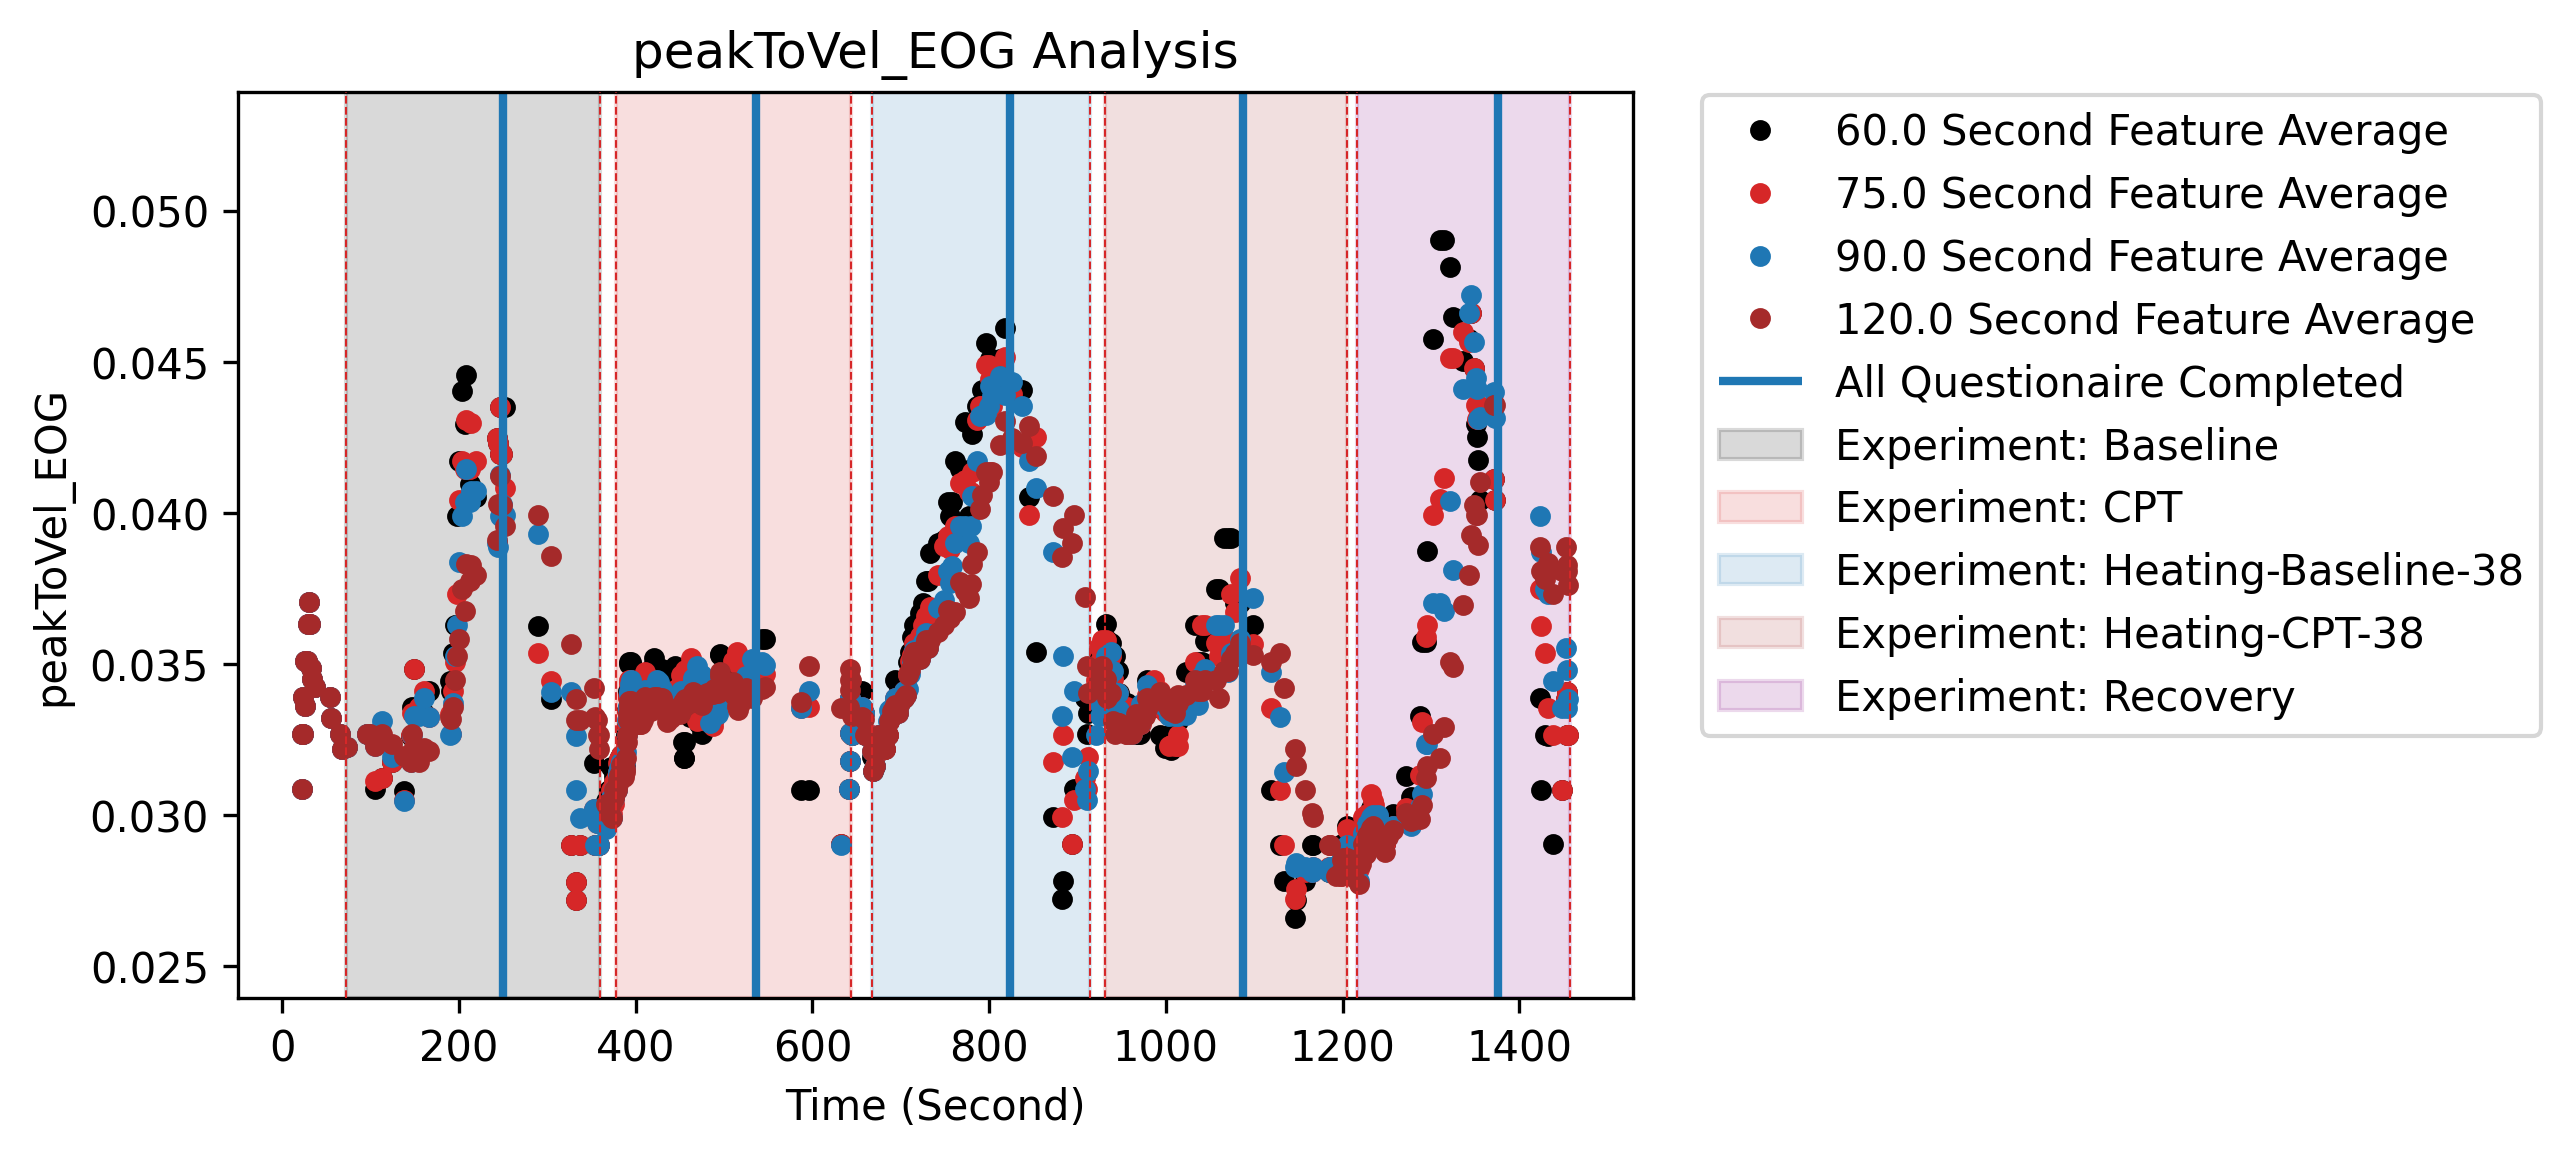 peakToVel_EOG Analysis
peakToVel_EOG
0.050
0.045
0.040
0.035
0.030
0.025
0
200
400
600
800
1000
1200
1400
Time (Second)
60.0 Second Feature Average
75.0 Second Feature Average
90.0 Second Feature Average
120.0 Second Feature Average
All Questionaire Completed
Experiment: Baseline
Experiment: CPT
Experiment: Heating-Baseline-38
Experiment: Heating-CPT-38
Experiment: Recovery